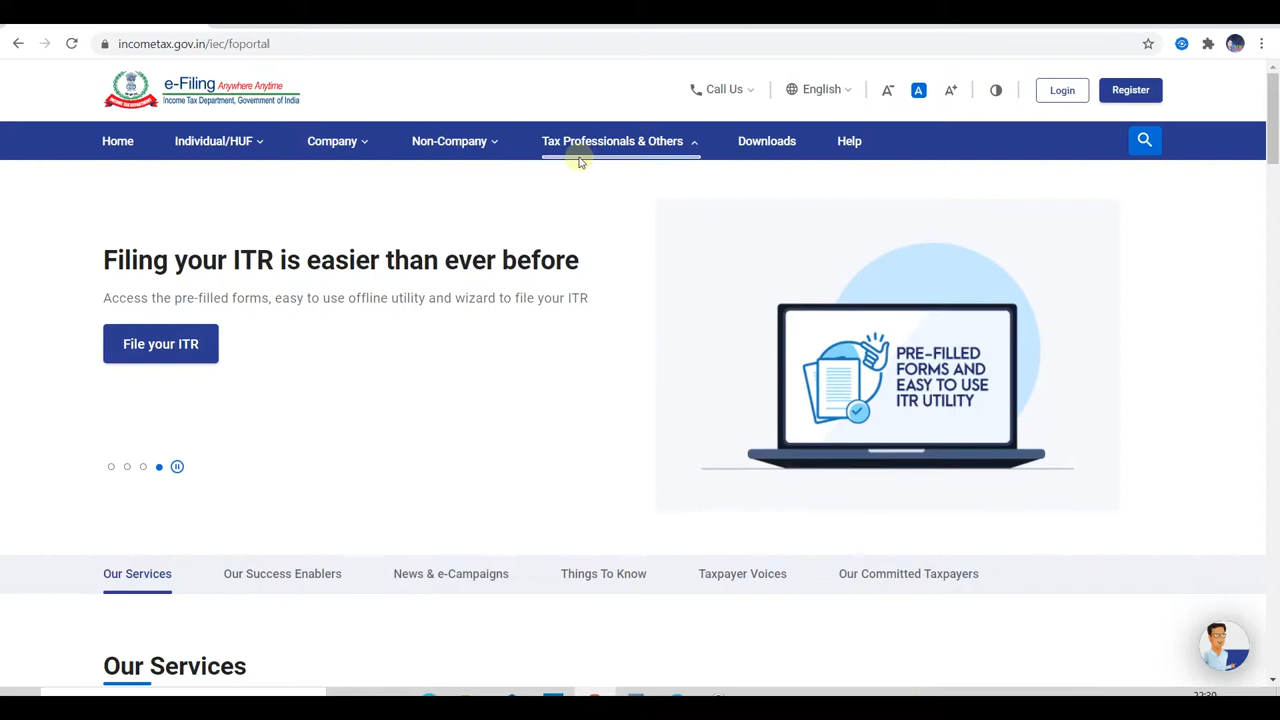 incometax.gov.in/iec/foportal
e-Filing Anywhere Anytime
Income Tax Department, Government of India
Call Us
English
A-
A
A+
Login
Register
Home
Individual/HUF
Company
Non-Company
Tax Professionals & Others
Downloads
Help
Filing your ITR is easier than ever before
Access the pre-filled forms, easy to use offline utility and wizard to file your ITR
File your ITR
PRE-FILLED
FORMS AND
EASY TO USE
ITR UTILITY
Our Services
Our Success Enablers
News & e-Campaigns
Things To Know
Taxpayer Voices
Our Committed Taxpayers
Our Services